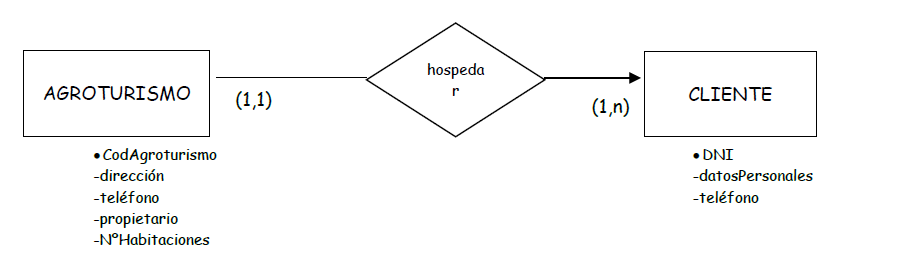 AGROTURISMO
(1,1)
hospeda
r
(1,n)
CLIENTE
•CodAgroturismo
-dirección
-teléfono
-propietario
-NºHabitaciones
•DNI
-datosPersonales
-teléfono